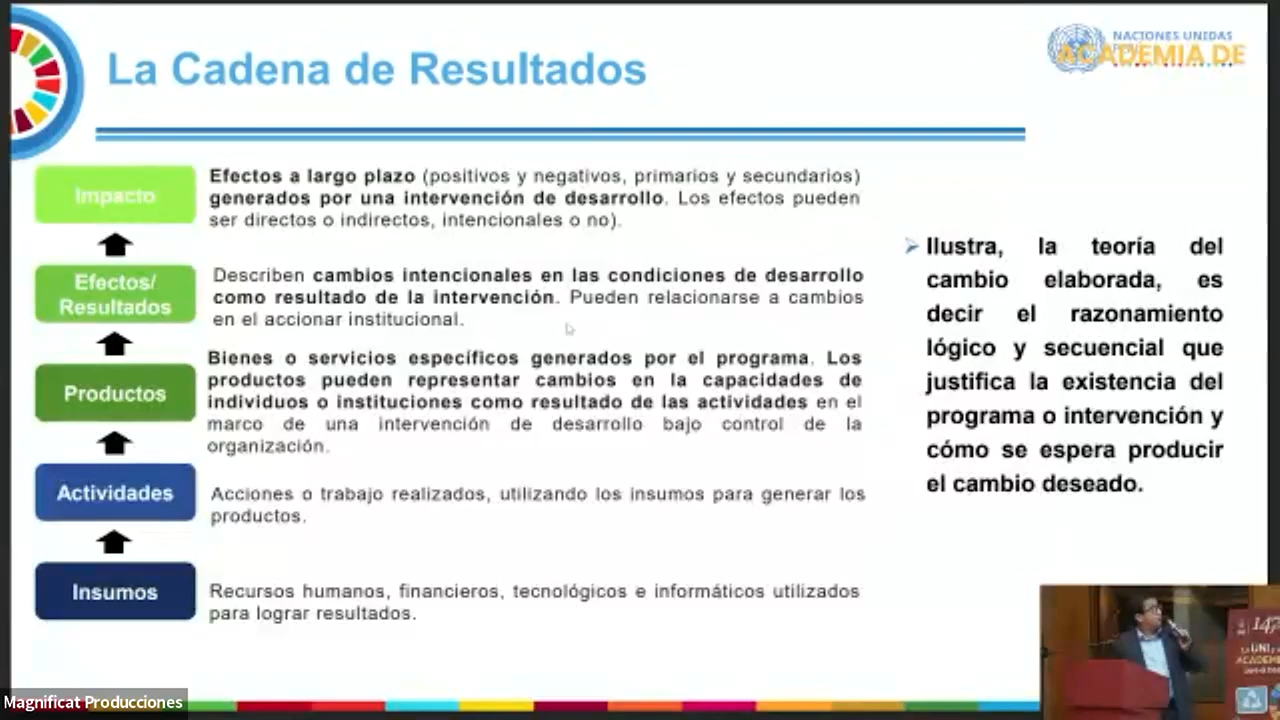 La Cadena de Resultados
NACIONES UNIDAS
ACADEMIA DE
Impacto
Efectos a largo plazo (positivos y negativos, primarios y secundarios)
generados por una intervención de desarrollo. Los efectos pueden
ser directos o indirectos, intencionales o no).
Efectos/
Resultados
Describen cambios intencionales en las condiciones de desarrollo
como resultado de la intervención. Pueden relacionarse a cambios
en el accionar institucional.
Productos
Bienes o servicios específicos generados por el programa. Los
productos pueden representar cambios en la capacidades de
individuos o instituciones como resultado de las actividades en el
marco de una intervención de desarrollo bajo control de la
organización.
Actividades
Acciones o trabajo realizados, utilizando los insumos para generar los
productos.
Insumos
Recursos humanos, financieros, tecnológicos e informáticos utilizados
para lograr resultados.
Ilustra, la teoría del
cambio elaborada, es
decir el razonamiento
lógico y secuencial que
justifica la existencia del
programa o intervención y
cómo se espera producir
el cambio deseado.
UNI
ACADEMIA
Magnificat Producciones